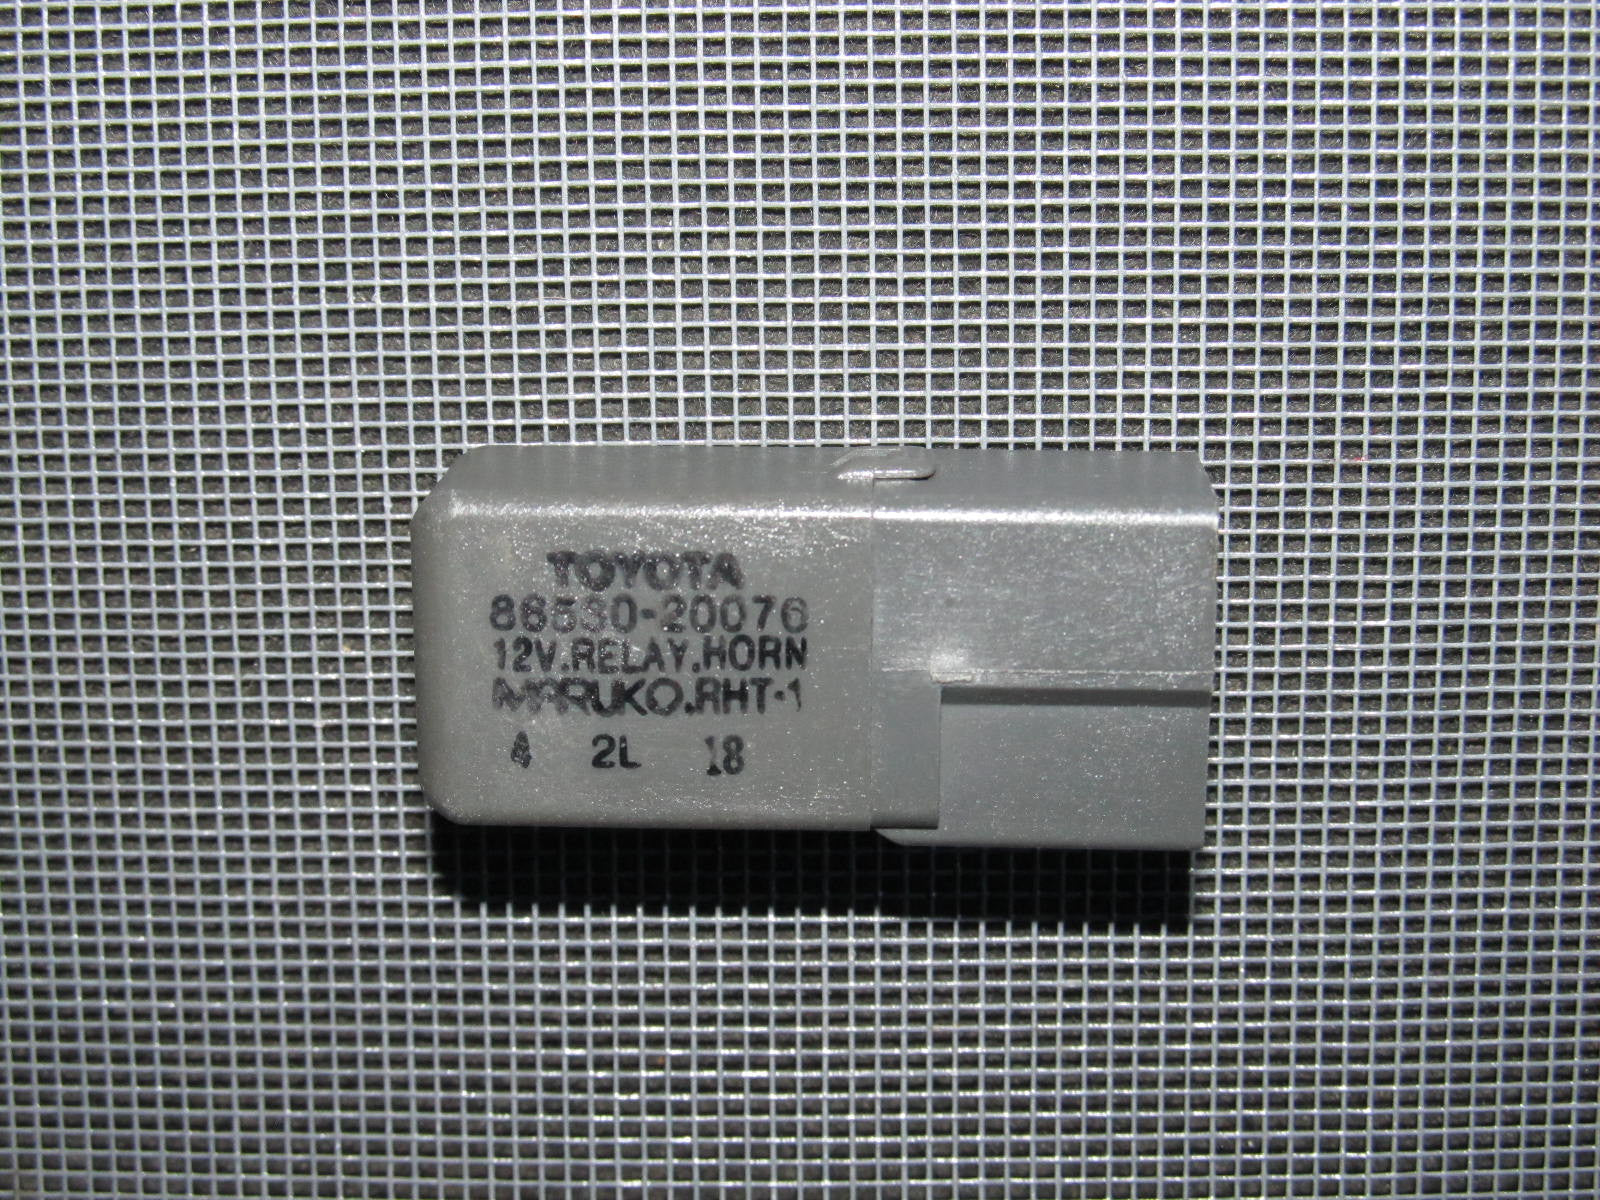 TOYOTA
86530-20076
12V.RELAY.HORN
MARUKO.RHT-1
4 2L 18